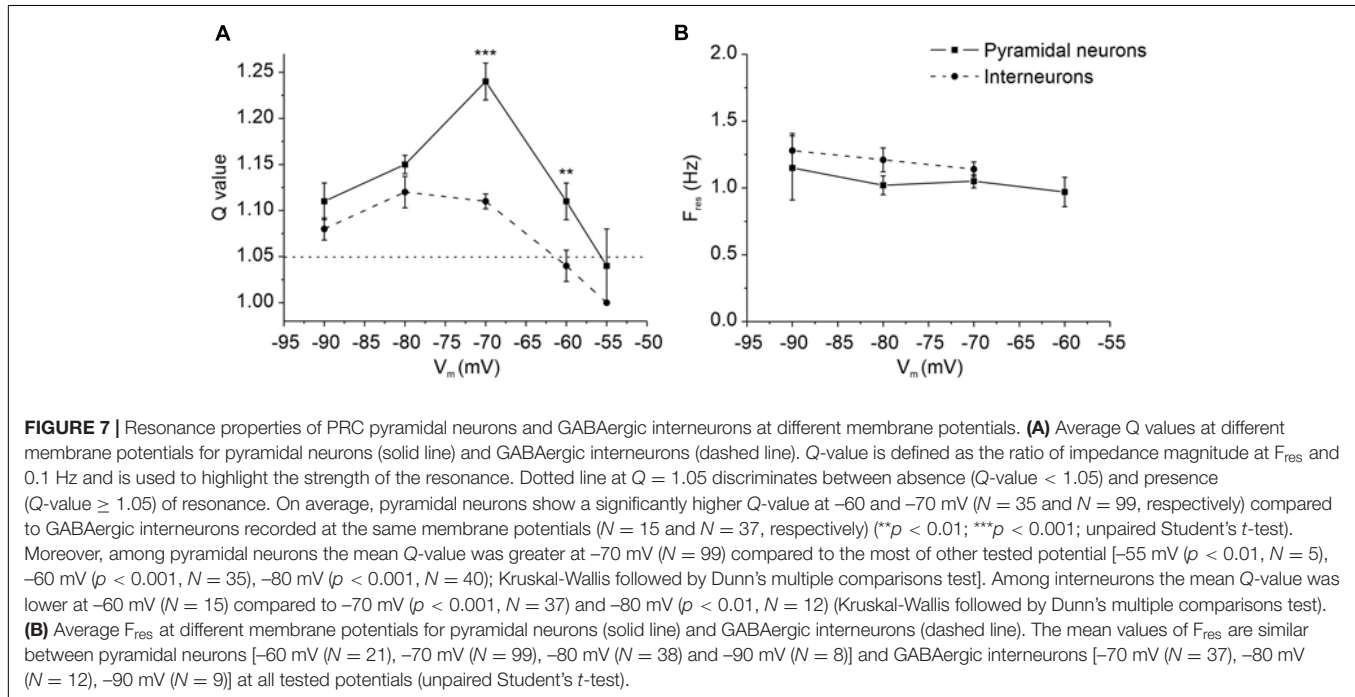 A
***
**
1.25
1.20
1.15
1.10
1.05
1.00
Q value
-95 -90 -85 -80 -75 -70 -65 -60 -55 -50
Vm (mV)
B
Pyramidal neurons
Interneurons
2.0
1.5
1.0
0.5
0.0
Fres (Hz)
-95 -90 -85 -80 -75 -70 -65 -60 -55
Vm (mV)
FIGURE 7 | Resonance properties of PRC pyramidal neurons and GABAergic interneurons at different membrane potentials. (A) Average Q values at different
membrane potentials for pyramidal neurons (solid line) and GABAergic interneurons (dashed line). Q-value is defined as the ratio of impedance magnitude at Fres and
0.1 Hz and is used to highlight the strength of the resonance. Dotted line at Q = 1.05 discriminates between absence (Q-value < 1.05) and presence
(Q-value ≥ 1.05) of resonance. On average, pyramidal neurons show a significantly higher Q-value at –60 and –70 mV (N = 35 and N = 99, respectively) compared
to GABAergic interneurons recorded at the same membrane potentials (N = 15 and N = 37, respectively) (**p < 0.01; ***p < 0.001; unpaired Student's t-test).
Moreover, among pyramidal neurons the mean Q-value was greater at –70 mV (N = 99) compared to the most of other tested potential [–55 mV (p < 0.01, N = 5),
–60 mV (p < 0.001, N = 35), –80 mV (p < 0.001, N = 40); Kruskal-Wallis followed by Dunn's multiple comparisons test]. Among interneurons the mean Q-value was
lower at –60 mV (N = 15) compared to –70 mV (p < 0.001, N = 37) and –80 mV (p < 0.01, N = 12) (Kruskal-Wallis followed by Dunn's multiple comparisons test).
(B) Average Fres at different membrane potentials for pyramidal neurons (solid line) and GABAergic interneurons (dashed line). The mean values of Fres are similar
between pyramidal neurons [–60 mV (N = 21), –70 mV (N = 99), –80 mV (N = 38) and –90 mV (N = 8)] and GABAergic interneurons [–70 mV (N = 37), –80 mV
(N = 12), –90 mV (N = 9)] at all tested potentials (unpaired Student's t-test).